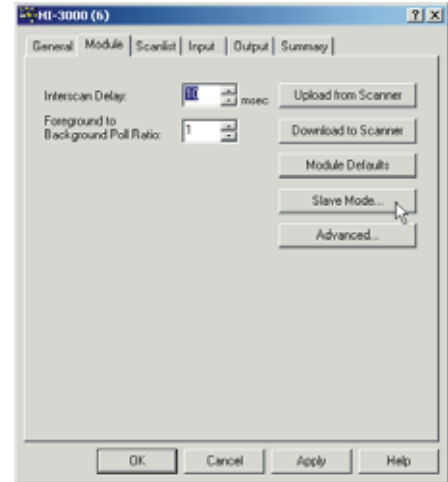 HI-3000 (6)
General Module Scanlist Input Output Summary
Interscan Delay: 10 msec
Foreground to
Background Poll Ratio: 1
Upload from Scanner
Download to Scanner
Module Defaults
Slave Mode...
Advanced...
OK Cancel Apply Help